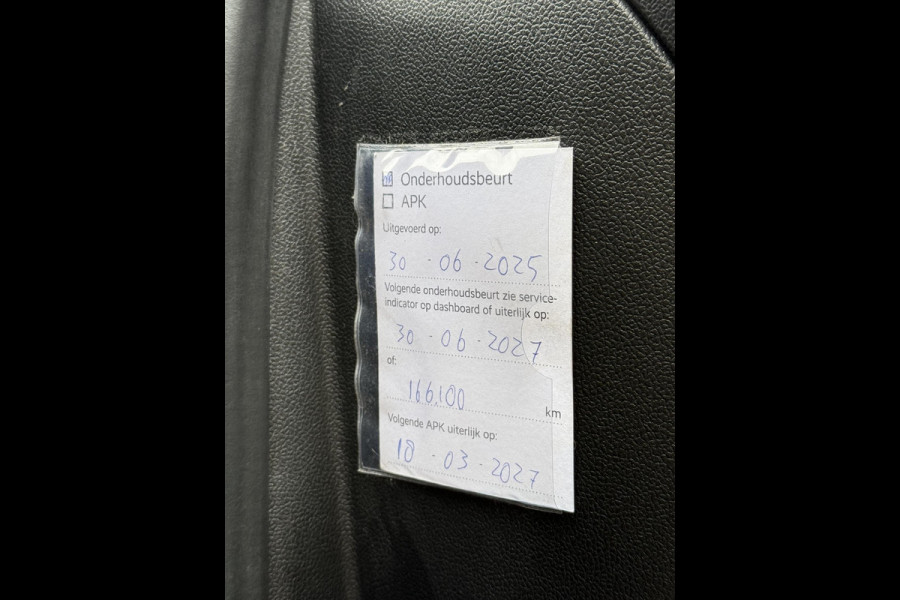 Onderhoudsbeurt
APK
Uitgevoerd op:
30 - 06 - 2025
Volgende onderhoudsbeurt zie service-
indicator op dashboard of uiterlijk op:
30 - 06 - 2027
of:
166.100 km
Volgende APK uiterlijk op:
18 - 03 - 2027